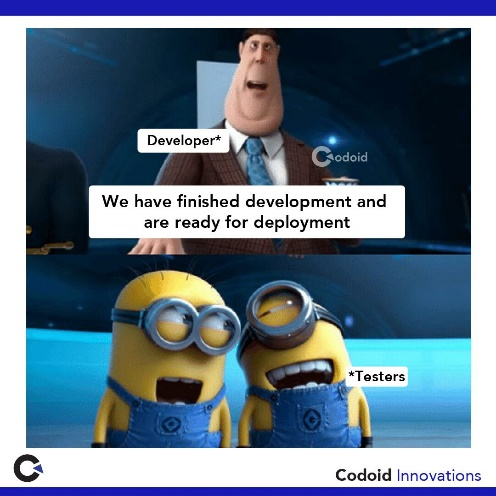 Developer*
Codoid
We have finished development and
are ready for deployment
*Testers
Codoid Innovations